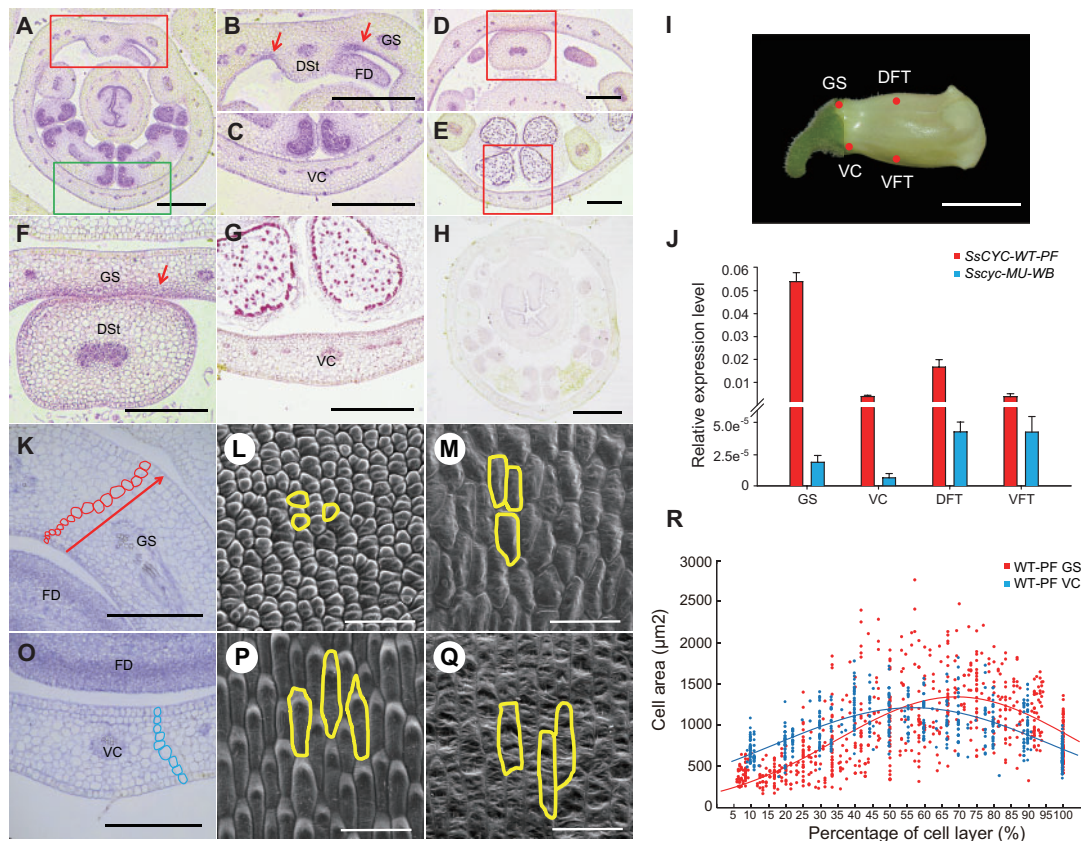 A
B
GS
DSt
FD
C
VC
D
E
F
GS
DSt
G
VC
H
I
GS
DFT
VC
VFT
J
SsCYC-WT-PF
Sscyc-MU-WB
Relative expression level
0.06
0.05
0.04
0.03
0.02
0.01
5.0e-5
2.5e-5
0
GS VC DFT VFT
K
GS
FD
L
M
O
FD
VC
P
Q
R
WT-PF GS
WT-PF VC
Cell area (µm2)
3000
2500
2000
1500
1000
500
0
5 10 15 20 25 30 35 40 45 50 55 60 65 70 75 80 85 90 95 100
Percentage of cell layer (%)